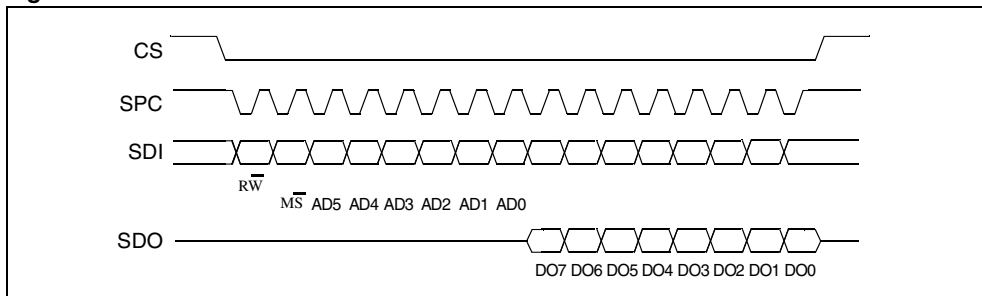 CS
SPC
SDI
RW̅
MS̅ AD5 AD4 AD3 AD2 AD1 AD0
SDO
DO7 DO6 DO5 DO4 DO3 DO2 DO1 DO0